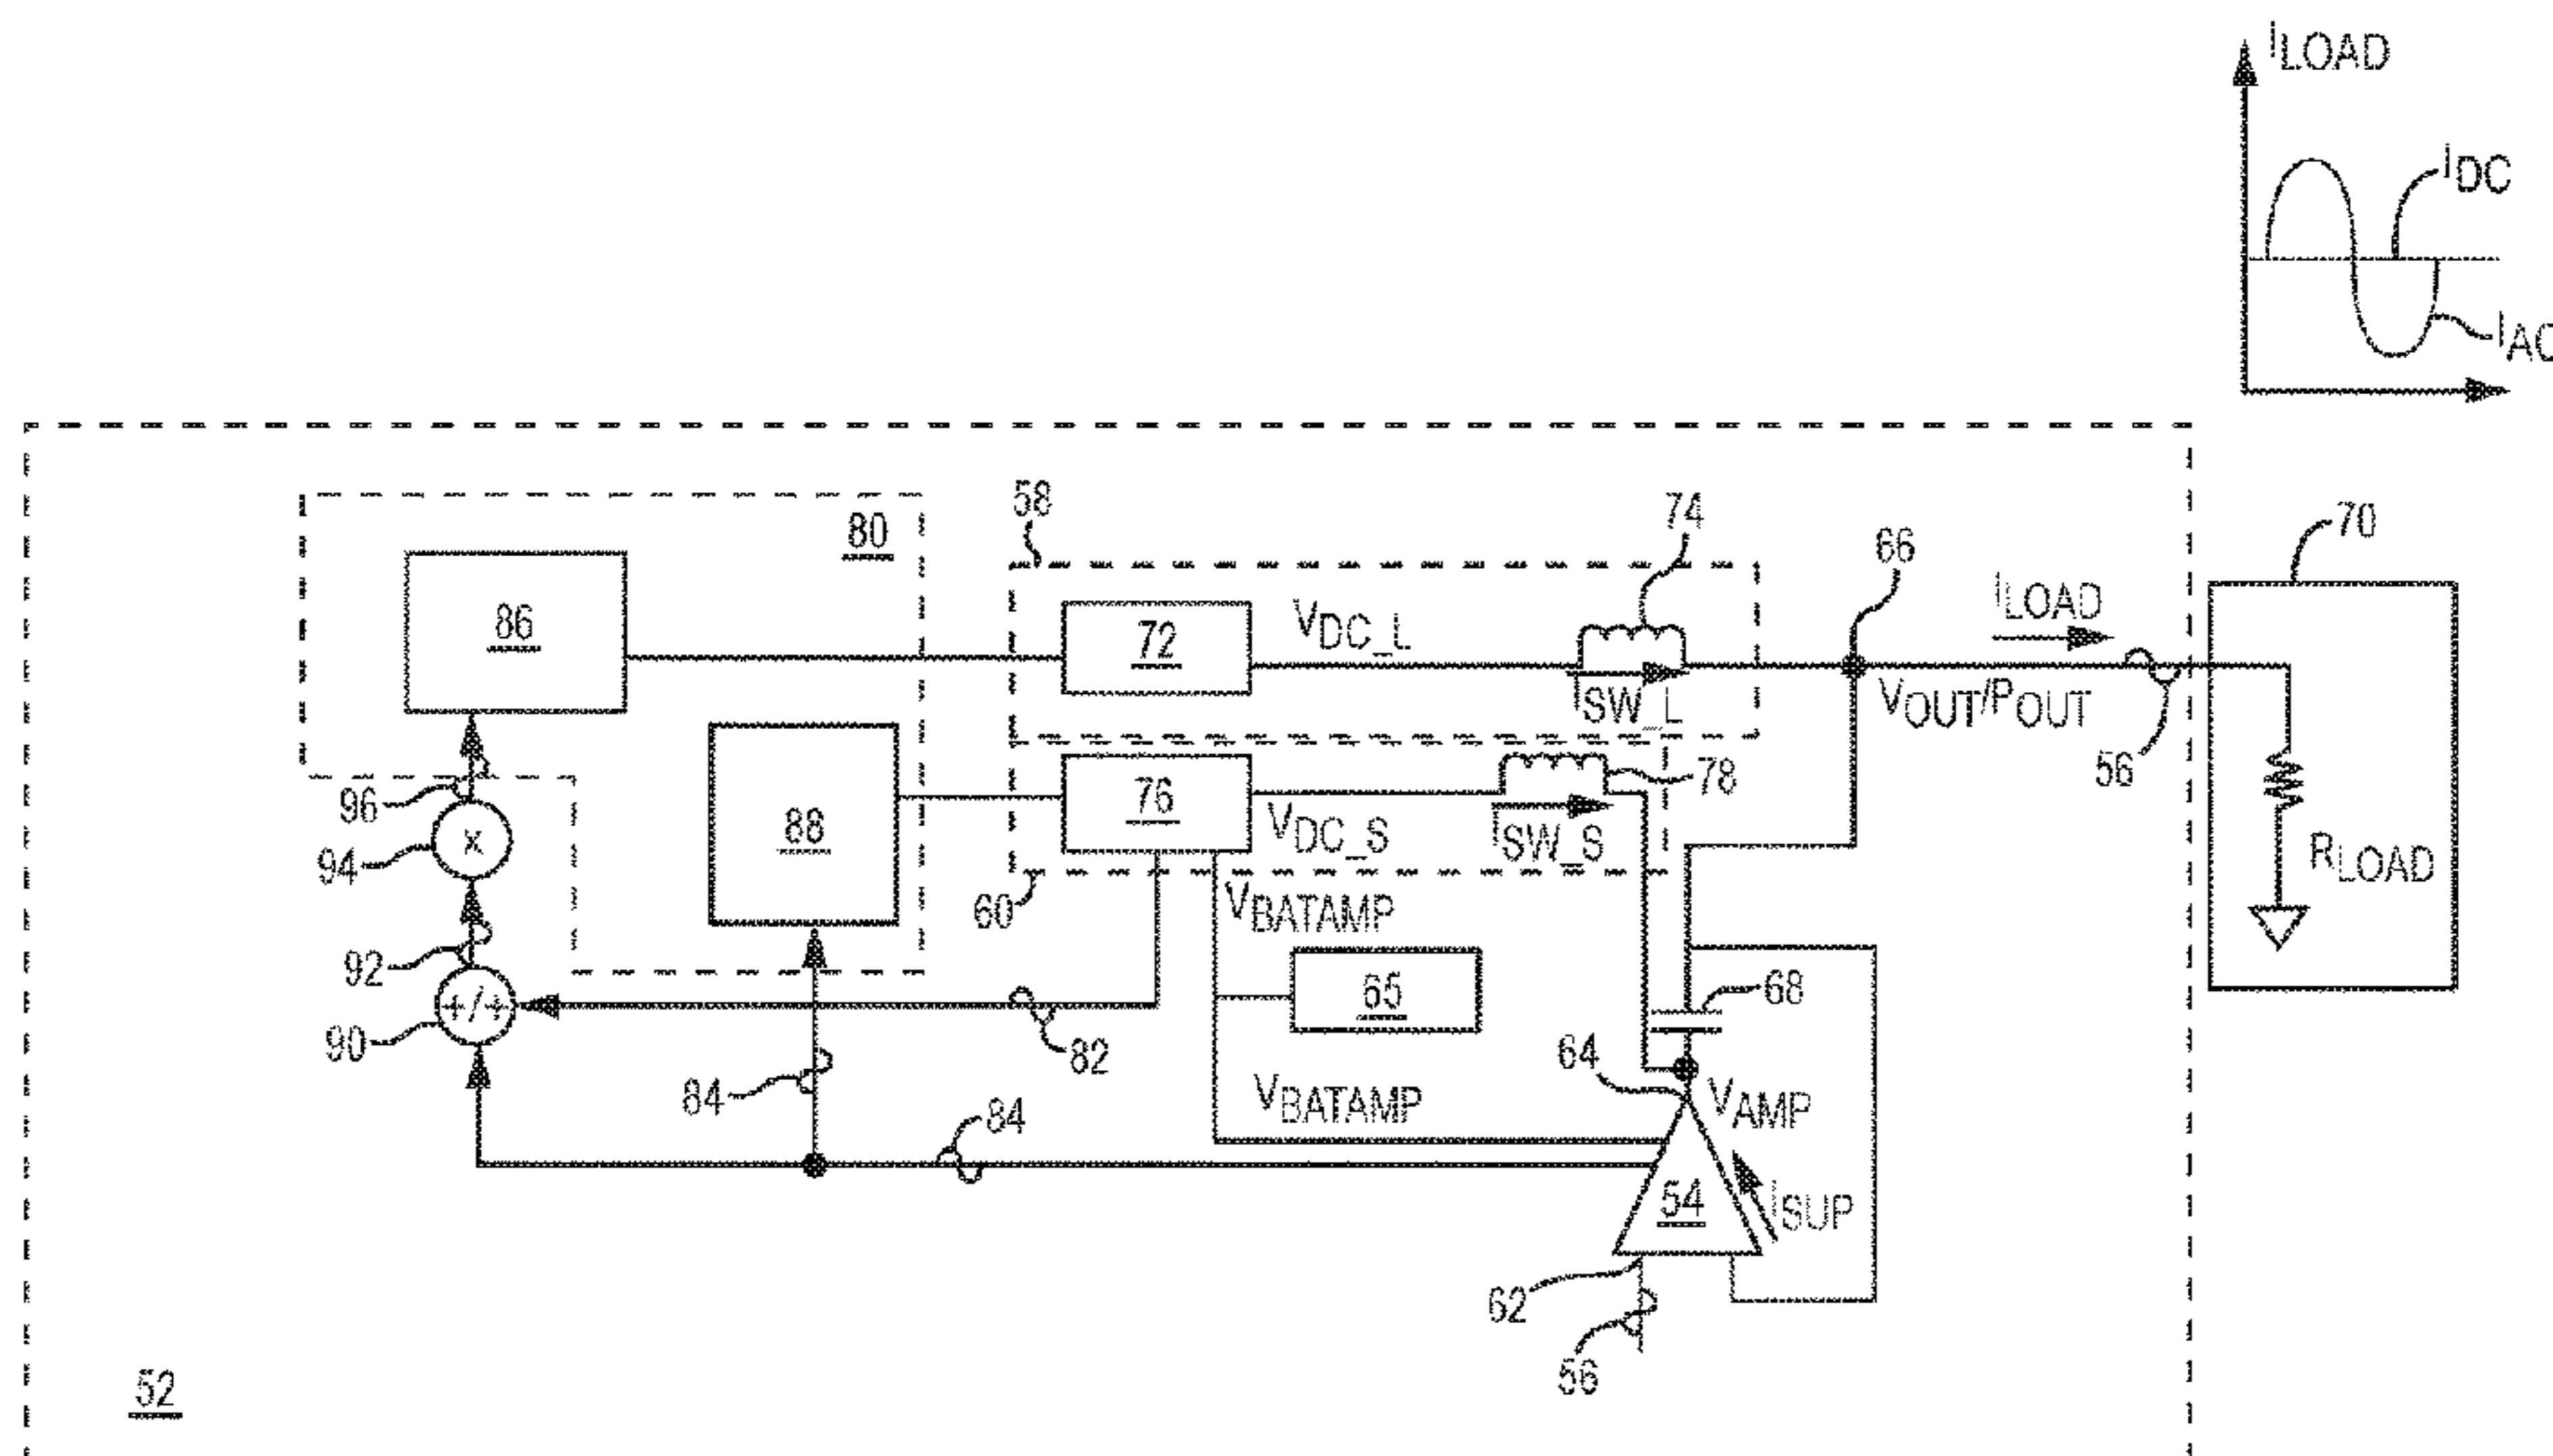 ILOAD
IDC
IAC
58
74
80
66
70
86
72
VDC_L
ILOAD
ISW_L
VOUT/POUT
56
96
88
76
78
94
VDC_S
ISW_S
RLOAD
60
VBATAMP
92
+/+
90
65
68
82
64
84
84
VBATAMP
VAMP
54
ISUP
62
56
52
x